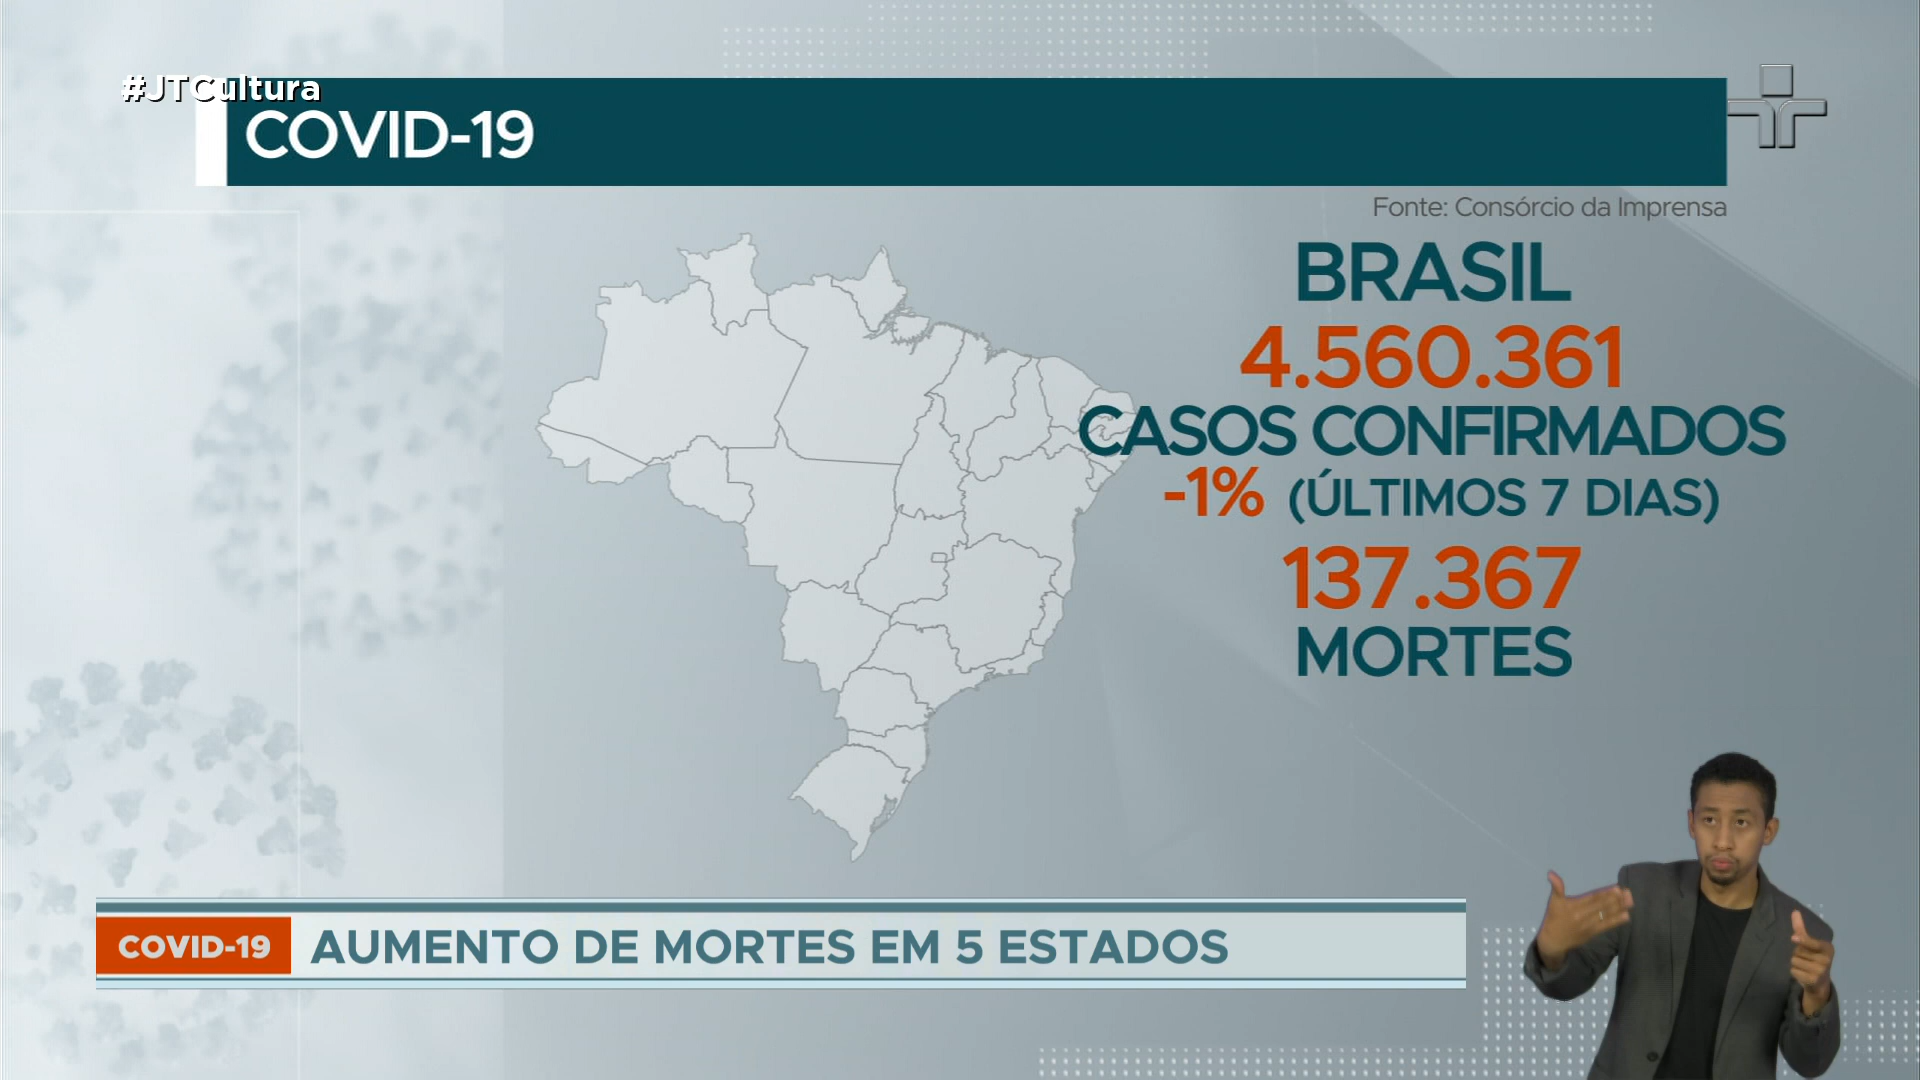 #JTCultura
COVID-19
Fonte: Consórcio da Imprensa
BRASIL
4.560.361
CASOS CONFIRMADOS
-1% (ÚLTIMOS 7 DIAS)
137.367
MORTES
COVID-19 AUMENTO DE MORTES EM 5 ESTADOS